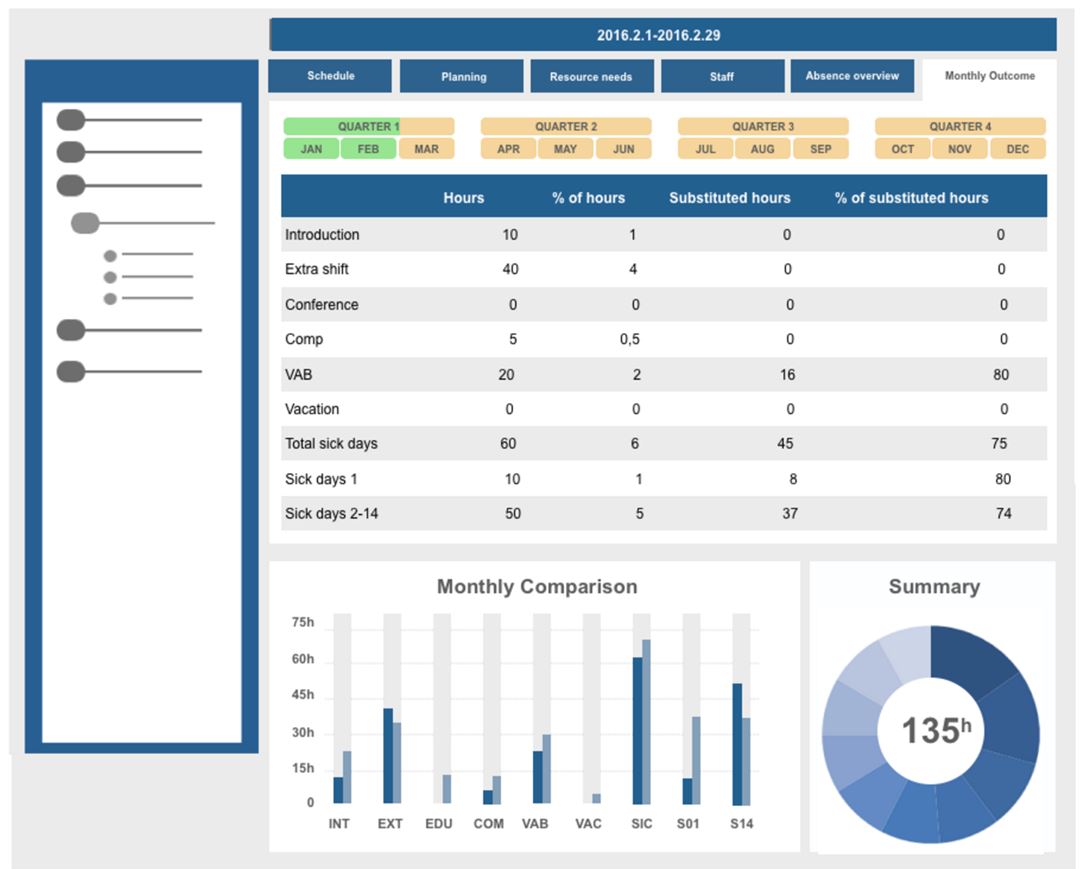 2016.2.1-2016.2.29
Schedule Planning Resource needs Staff Absence overview Monthly Outcome
QUARTER 1 QUARTER 2 QUARTER 3 QUARTER 4
JAN FEB MAR APR MAY JUN JUL AUG SEP OCT NOV DEC
Hours % of hours Substituted hours % of substituted hours
Introduction 10 1 0 0
Extra shift 40 4 0 0
Conference 0 0 0 0
Comp 5 0,5 0 0
VAB 20 2 16 80
Vacation 0 0 0 0
Total sick days 60 6 45 75
Sick days 1 10 1 8 80
Sick days 2-14 50 5 37 74
Monthly Comparison
75h
60h
45h
30h
15h
0
INT EXT EDU COM VAB VAC SIC S01 S14
Summary
135h